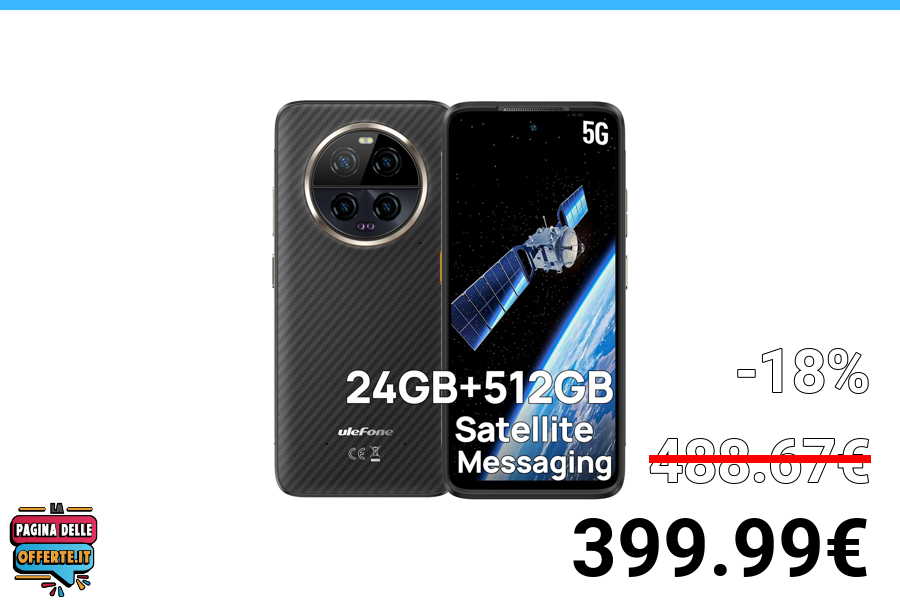 5G
24GB+512GB
Satellite
Messaging
uleFone
CE
-18%
488.67€
399.99€
LA
PAGINA DELLE
OFFERTE.IT